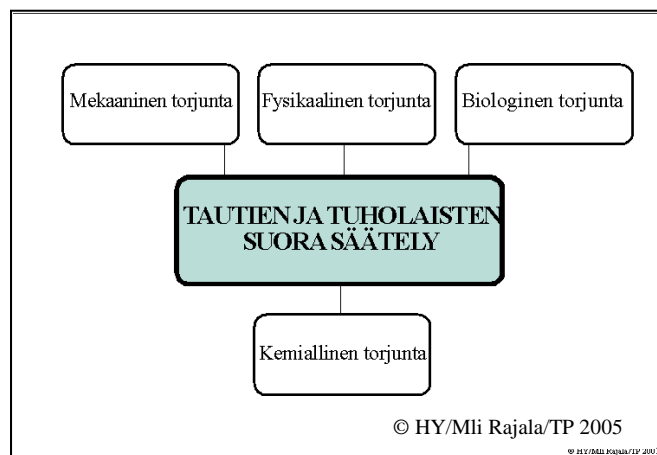 Mekaaninen torjunta
Fysikaalinen torjunta
Biologinen torjunta
TAUTIEN JA TUHOLAISTEN
SUORA SÄÄTELY
Kemiallinen torjunta
© HY/Mli Rajala/TP 2005